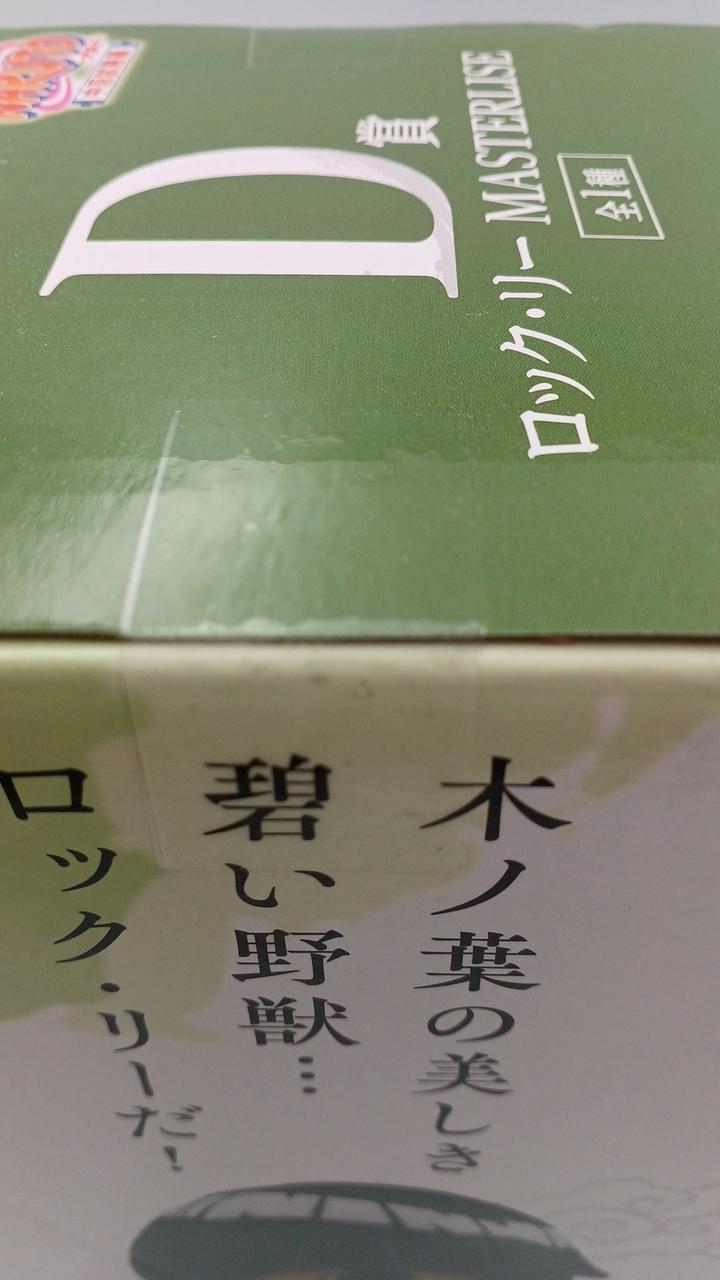 D賞
ロック・リー MASTERLISE
全1種
木ノ葉の美しき
碧い野獣…
ロック・リーだ!